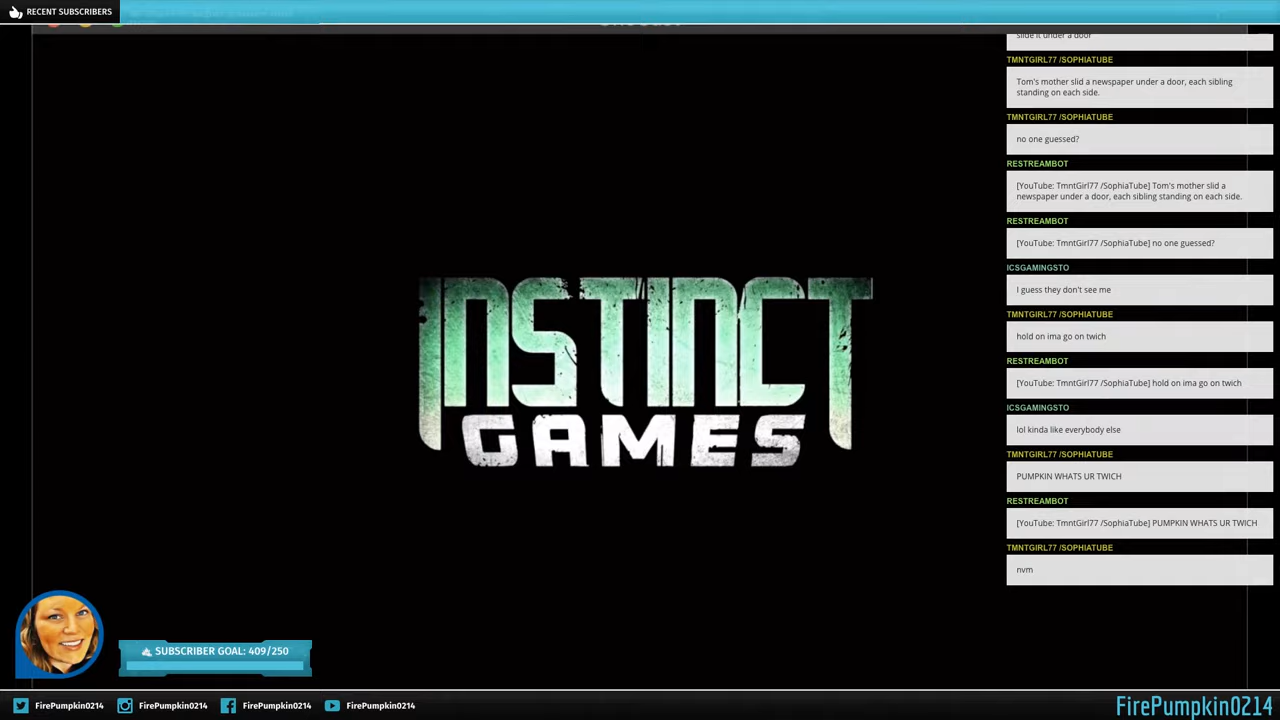 RECENT SUBSCRIBERS
slide it under a door
TMNTGIRL77 /SOPHIATUBE
Tom's mother slid a newspaper under a door, each sibling
standing on each side.
TMNTGIRL77 /SOPHIATUBE
no one guessed?
RESTREAMBOT
[YouTube: TmntGirl77 /SophiaTube] Tom's mother slid a
newspaper under a door, each sibling standing on each side.
RESTREAMBOT
[YouTube: TmntGirl77 /SophiaTube] no one guessed?
ICSGAMINGSTO
I guess they don't see me
TMNTGIRL77 /SOPHIATUBE
hold on ima go on twich
RESTREAMBOT
[YouTube: TmntGirl77 /SophiaTube] hold on ima go on twich
ICSGAMINGSTO
lol kinda like everybody else
TMNTGIRL77 /SOPHIATUBE
PUMPKIN WHATS UR TWICH
RESTREAMBOT
[YouTube: TmntGirl77 /SophiaTube] PUMPKIN WHATS UR TWICH
TMNTGIRL77 /SOPHIATUBE
nvm
INSTINCT
GAMES
SUBSCRIBER GOAL: 409/250
FirePumpkin0214
FirePumpkin0214
FirePumpkin0214
FirePumpkin0214
FirePumpkin0214